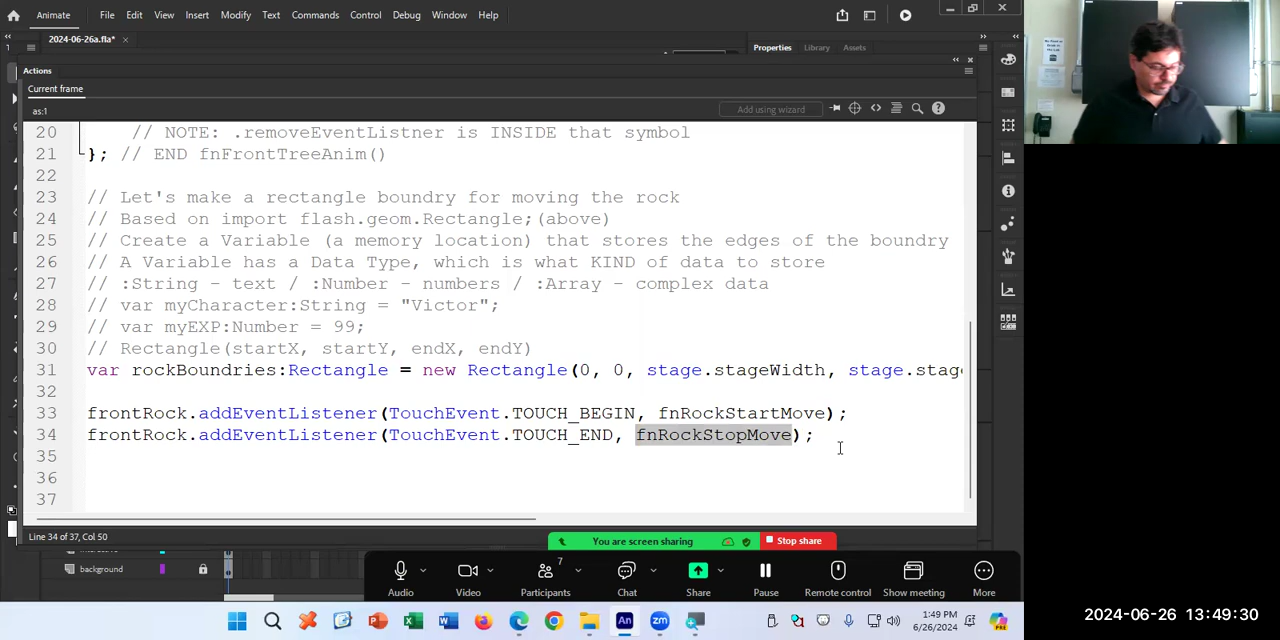 Animate File Edit View Insert Modify Text Commands Control Debug Window Help
2024-06-26a.fla* ×
Properties Library Assets
Actions
Current frame
as:1
Add using wizard
20 // NOTE: .removeEventListner is INSIDE that symbol
21 }; // END fnFrontTreeAnim()
22
23 // Let's make a rectangle boundry for moving the rock
24 // Based on import flash.geom.Rectangle;(above)
25 // Create a Variable (a memory location) that stores the edges of the boundry
26 // A Variable has a Data Type, which is what KIND of data to store
27 // :String - text / :Number - numbers / :Array - complex data
28 // var myCharacter:String = "Victor";
29 // var myEXP:Number = 99;
30 // Rectangle(startX, startY, endX, endY)
31 var rockBoundries:Rectangle = new Rectangle(0, 0, stage.stageWidth, stage.stag
32
33 frontRock.addEventListener(TouchEvent.TOUCH_BEGIN, fnRockStartMove);
34 frontRock.addEventListener(TouchEvent.TOUCH_END, fnRockStopMove);
35
36
37
Line 34 of 37, Col 50
You are screen sharing Stop share
background
7
Audio Video Participants Chat Share Pause Remote control Show meeting More
1:49 PM
6/26/2024
2024-06-26 13:49:30